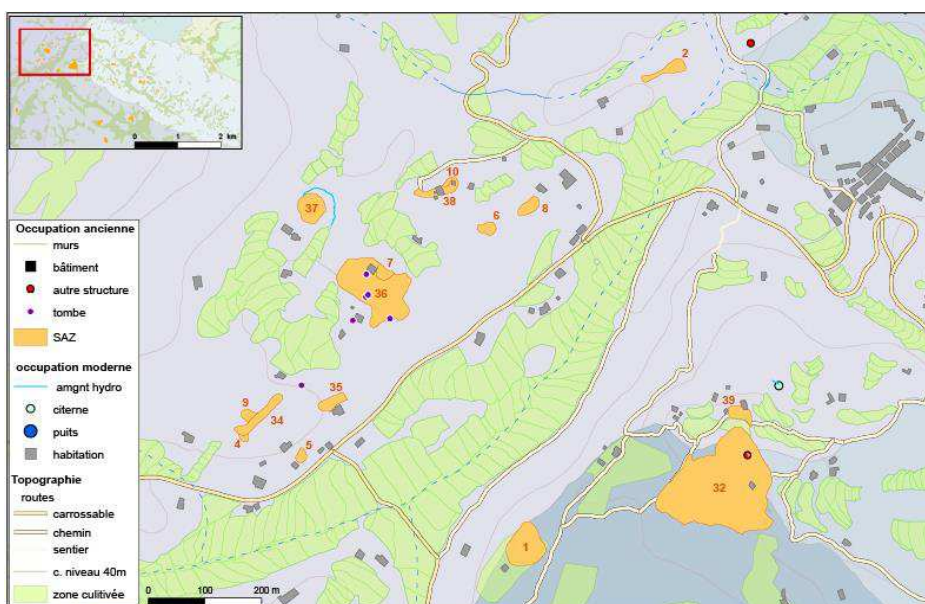 0 1 2 km
2
10
38
37
6
8
7
36
Occupation ancienne
murs
bâtiment
autre structure
tombe
SAZ
occupation moderne
amgnt hydro
citerne
puits
habitation
Topographie
routes
carrossable
chemin
sentier
c. niveau 40m
zone culitivée
35
9
34
4
5
39
32
1
0 100 200 m